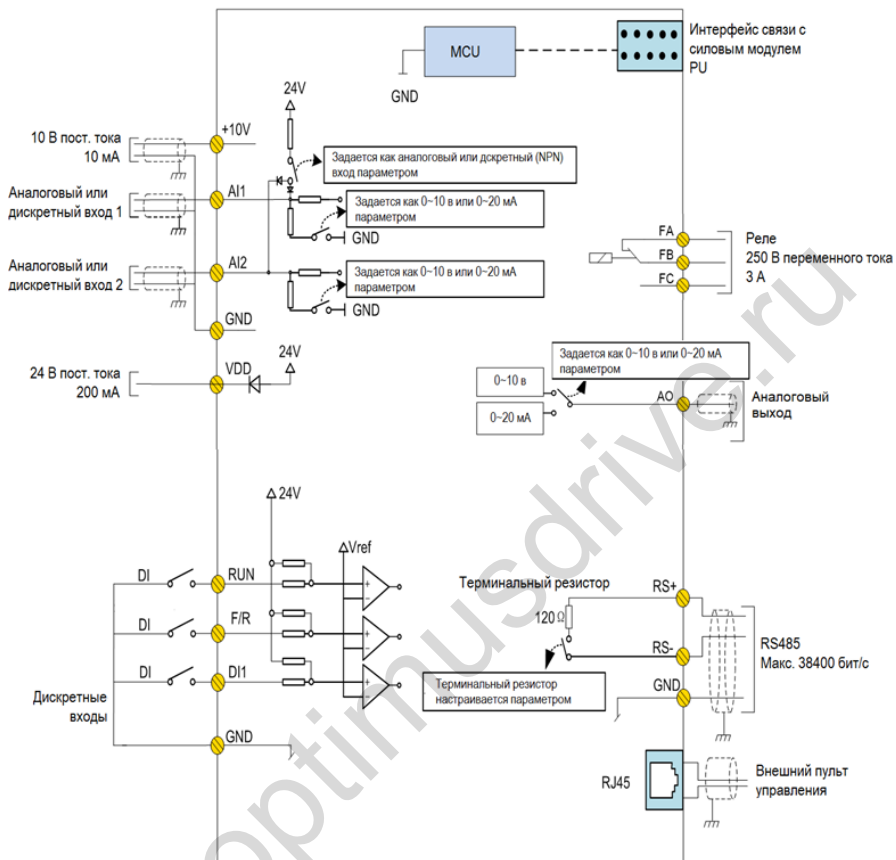 MCU
GND
Интерфейс связи с
силовым модулем
PU
24V
+10V
10 В пост. тока
10 мА
Задается как аналоговый или дскретный (NPN)
вход параметром
Аналоговый или
дискретный вход 1
AI1
Задается как 0~10 в или 0~20 мА
параметром
GND
Аналоговый или
дискретный вход 2
AI2
Задается как 0~10 в или 0~20 мА
параметром
GND
GND
FA
FB
FC
Реле
250 В переменного тока
3 А
24 В пост. тока
200 мА
VDD
24V
Задается как 0~10 в или 0~20 мА
параметром
0~10 в
0~20 мА
AO
Аналоговый
выход
24V
Vref
DI
RUN
DI
F/R
DI
DI1
Дискретные
входы
GND
Терминальный резистор
120 Ω
RS+
RS-
GND
RS485
Макс. 38400 бит/с
Терминальный резистор
настраивается параметром
RJ45
Внешний пульт
управления
optimusdrive.ru